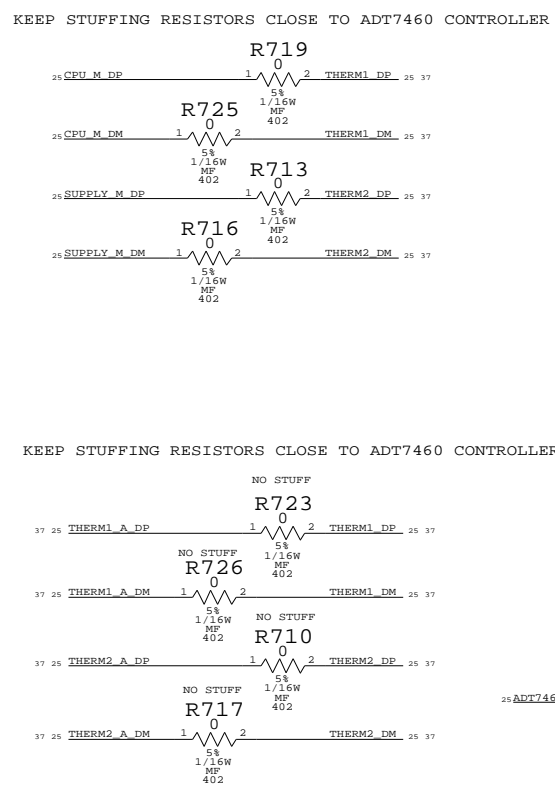 KEEP STUFFING RESISTORS CLOSE TO ADT7460 CONTROLLER
R719
0
25 CPU_M_DP 1 2 THERM1_DP 25 37
5%
1/16W
MF
402
R725
0
25 CPU_M_DM 1 2 THERM1_DM 25 37
5%
1/16W
MF
402
R713
0
25 SUPPLY_M_DP 1 2 THERM2_DP 25 37
5%
1/16W
MF
402
R716
0
25 SUPPLY_M_DM 1 2 THERM2_DM 25 37
5%
1/16W
MF
402
KEEP STUFFING RESISTORS CLOSE TO ADT7460 CONTROLLER
NO STUFF
R723
0
37 25 THERM1_A_DP 1 2 THERM1_DP 25 37
5%
1/16W
MF
402
NO STUFF
R726
0
37 25 THERM1_A_DM 1 2 THERM1_DM 25 37
5%
1/16W
MF
402
NO STUFF
R710
0
37 25 THERM2_A_DP 1 2 THERM2_DP 25 37
5%
1/16W
MF
402
NO STUFF
R717
0
37 25 THERM2_A_DM 1 2 THERM2_DM 25 37
5%
1/16W
MF
402
25 ADT746